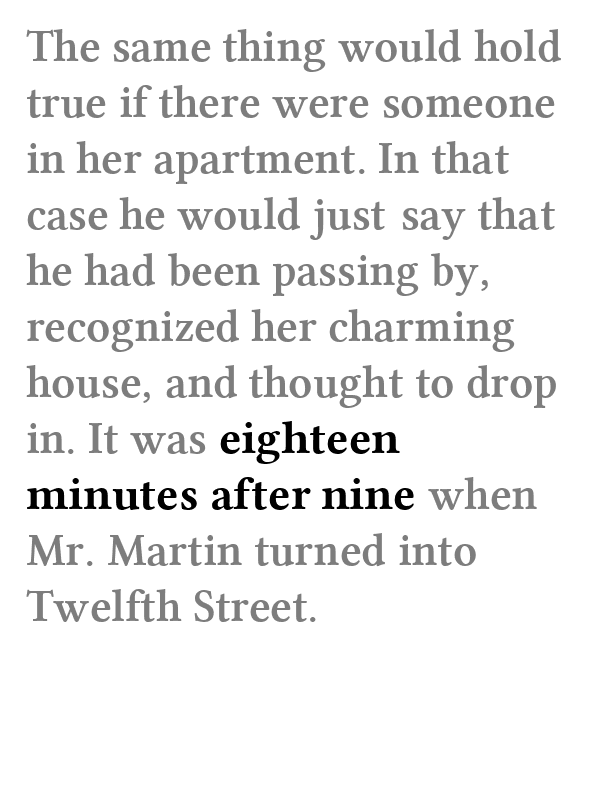 The same thing would hold
true if there were someone
in her apartment. In that
case he would just say that
he had been passing by,
recognized her charming
house, and thought to drop
in. It was eighteen
minutes after nine when
Mr. Martin turned into
Twelfth Street.